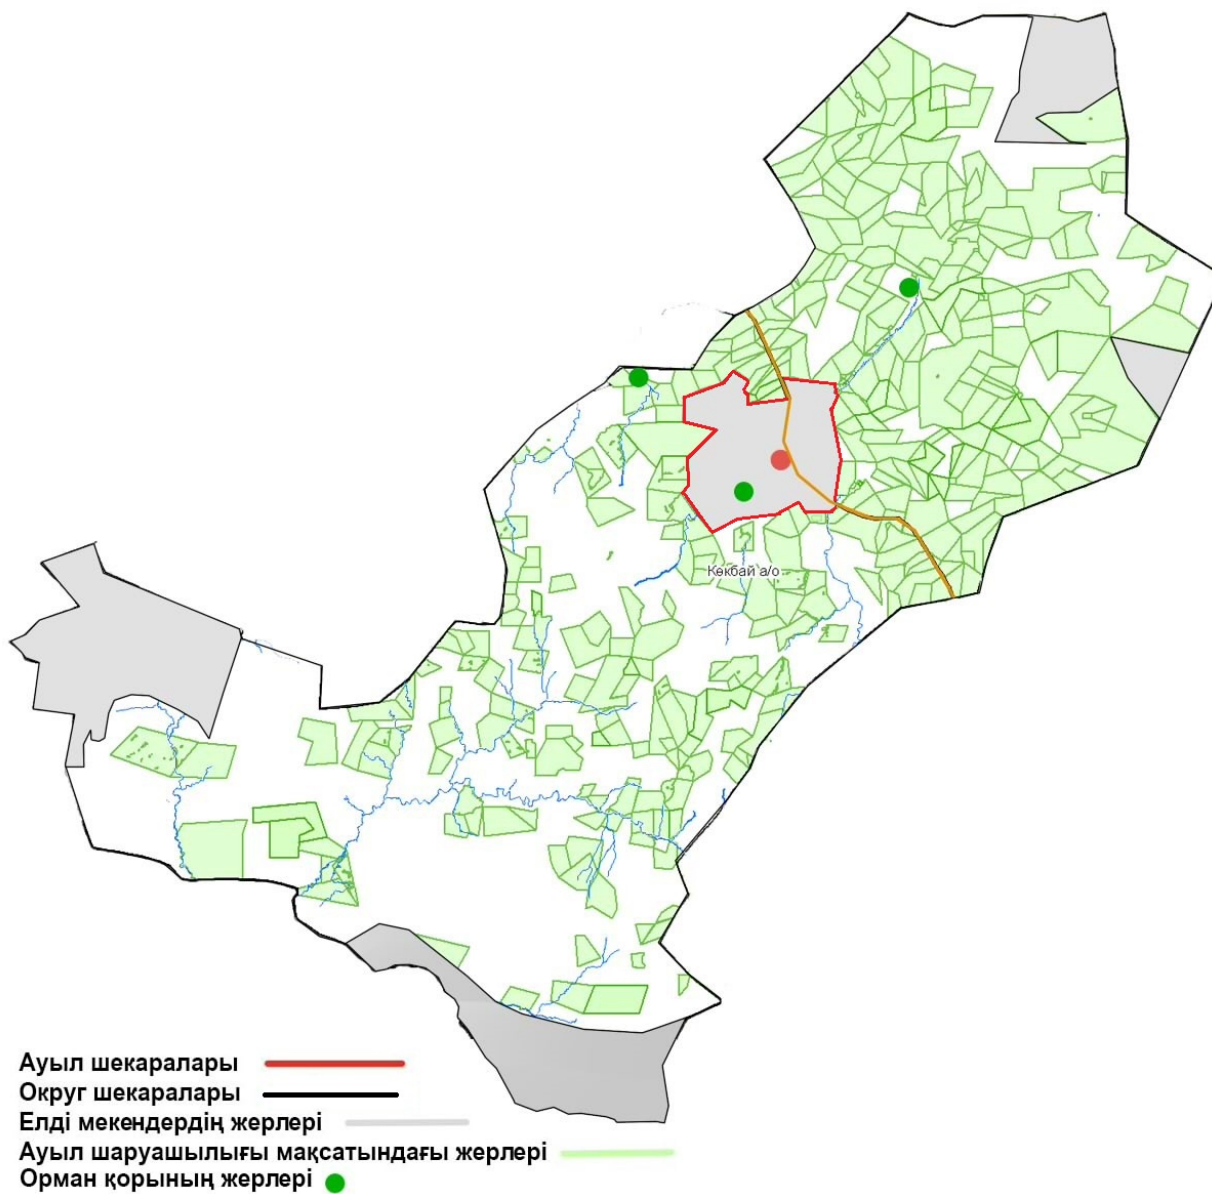 Көкбай а/о
Ауыл шекаралары
Округ шекаралары
Елді мекендердің жерлері
Ауыл шаруашылығы мақсатындағы жерлері
Орман қорының жерлері